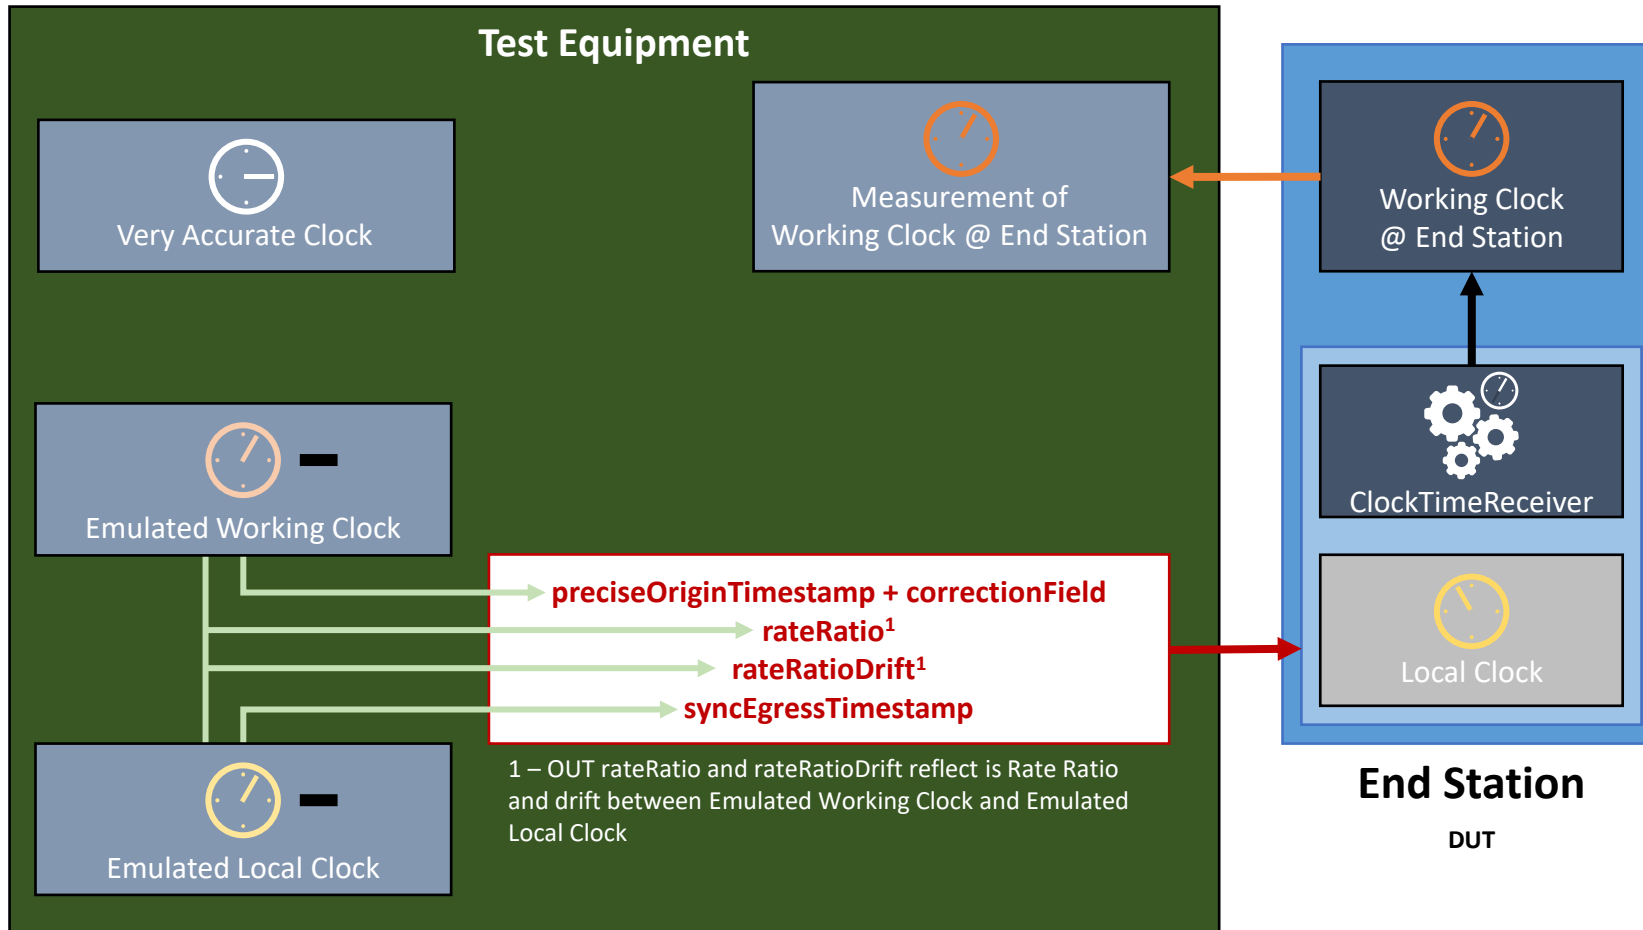 Test Equipment
Very Accurate Clock
Measurement of
Working Clock @ End Station
Working Clock
@ End Station
Emulated Working Clock
ClockTimeReceiver
preciseOriginTimestamp + correctionField
rateRatio¹
rateRatioDrift¹
syncEgressTimestamp
Local Clock
Emulated Local Clock
1 – OUT rateRatio and rateRatioDrift reflect is Rate Ratio
and drift between Emulated Working Clock and Emulated
Local Clock
End Station
DUT